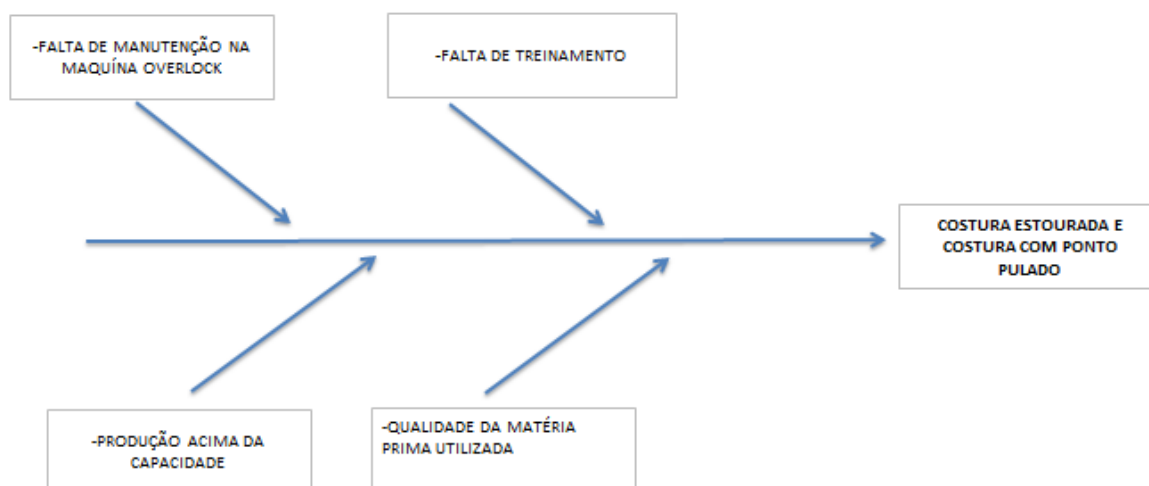 -FALTA DE MANUTENÇÃO NA
MAQUÍNA OVERLOCK
-FALTA DE TREINAMENTO
COSTURA ESTOURADA E
COSTURA COM PONTO
PULADO
-PRODUÇÃO ACIMA DA
CAPACIDADE
-QUALIDADE DA MATÉRIA
PRIMA UTILIZADA